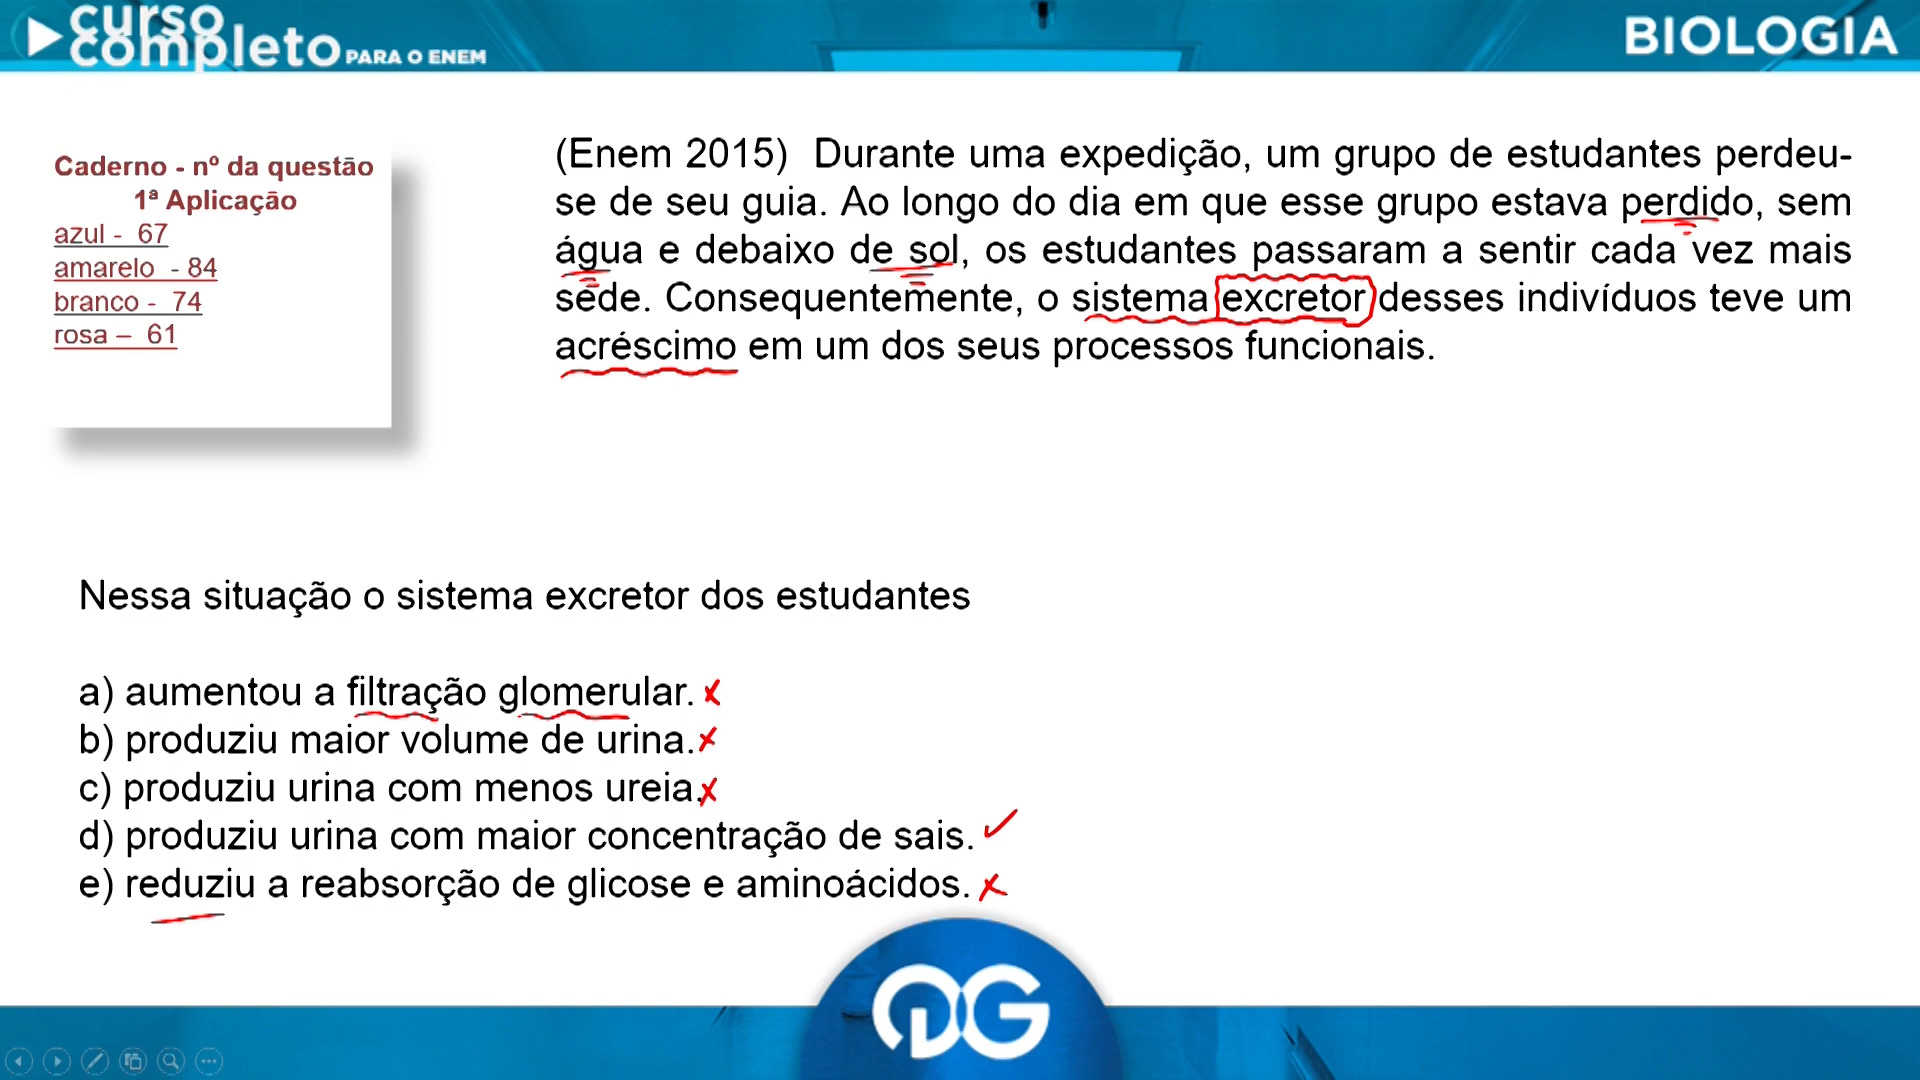 curso
completo PARA O ENEM
BIOLOGIA
Caderno - nº da questão
1ª Aplicação
azul - 67
amarelo - 84
branco - 74
rosa – 61
(Enem 2015) Durante uma expedição, um grupo de estudantes perdeu-
se de seu guia. Ao longo do dia em que esse grupo estava perdido, sem
água e debaixo de sol, os estudantes passaram a sentir cada vez mais
sede. Consequentemente, o sistema excretor desses indivíduos teve um
acréscimo em um dos seus processos funcionais.
Nessa situação o sistema excretor dos estudantes
a) aumentou a filtração glomerular.
b) produziu maior volume de urina.
c) produziu urina com menos ureia.
d) produziu urina com maior concentração de sais.
e) reduziu a reabsorção de glicose e aminoácidos.
DG